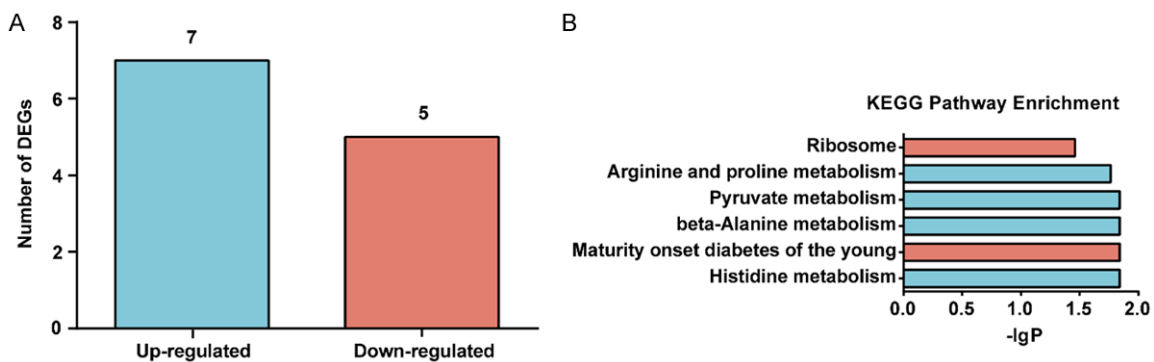 A
8
7
6
5
4
2
0
Number of DEGs
Up-regulated
Down-regulated
B
KEGG Pathway Enrichment
Ribosome
Arginine and proline metabolism
Pyruvate metabolism
beta-Alanine metabolism
Maturity onset diabetes of the young
Histidine metabolism
0.0 0.5 1.0 1.5 2.0
-lgP